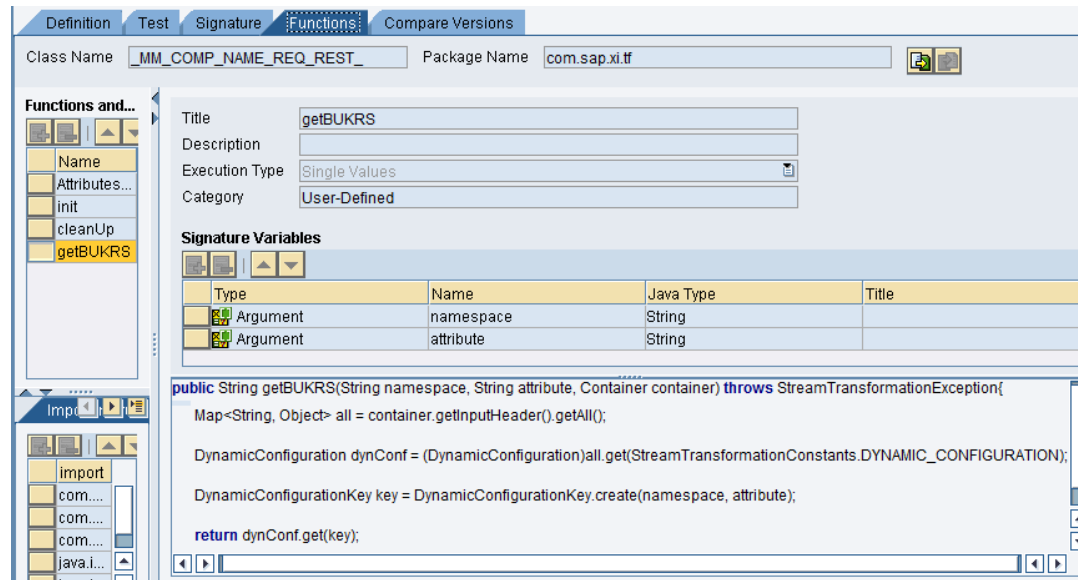 Definition Test Signature Functions Compare Versions
Class Name _MM_COMP_NAME_REQ_REST_ Package Name com.sap.xi.tf
Functions and...
Name
Attributes...
init
cleanUp
getBUKRS
Title getBUKRS
Description
Execution Type Single Values
Category User-Defined
Signature Variables
Type Name Java Type Title
Argument namespace String
Argument attribute String
import
com....
com....
com....
java.i...
public String getBUKRS(String namespace, String attribute, Container container) throws StreamTransformationException{
Map<String, Object> all = container.getInputHeader().getAll();
DynamicConfiguration dynConf = (DynamicConfiguration)all.get(StreamTransformationConstants.DYNAMIC_CONFIGURATION);
DynamicConfigurationKey key = DynamicConfigurationKey.create(namespace, attribute);
return dynConf.get(key);